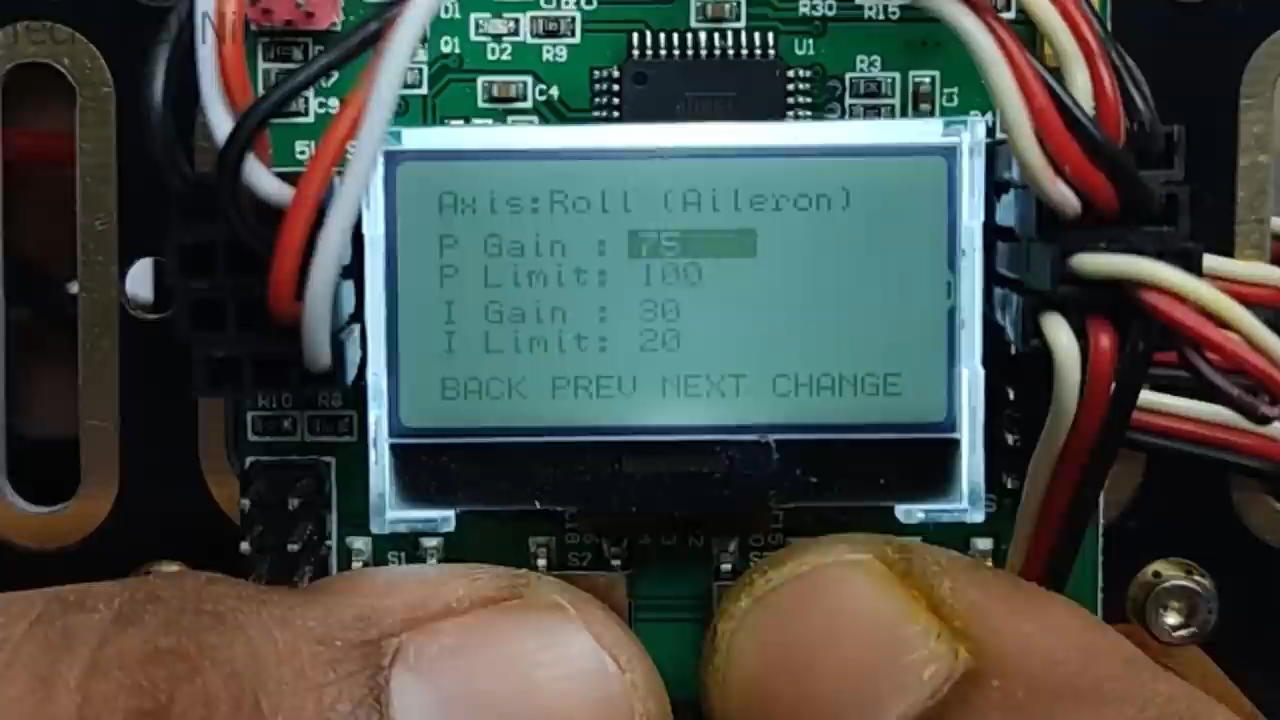 D1
R30 R15
Q1
D2 R9
U1
R3
C4
C9
C1
5V
Axis:Roll (Aileron)
P Gain : 75
P Limit: 100
I Gain : 30
I Limit: 20
BACK PREV NEXT CHANGE
R10 R8
S1
S2